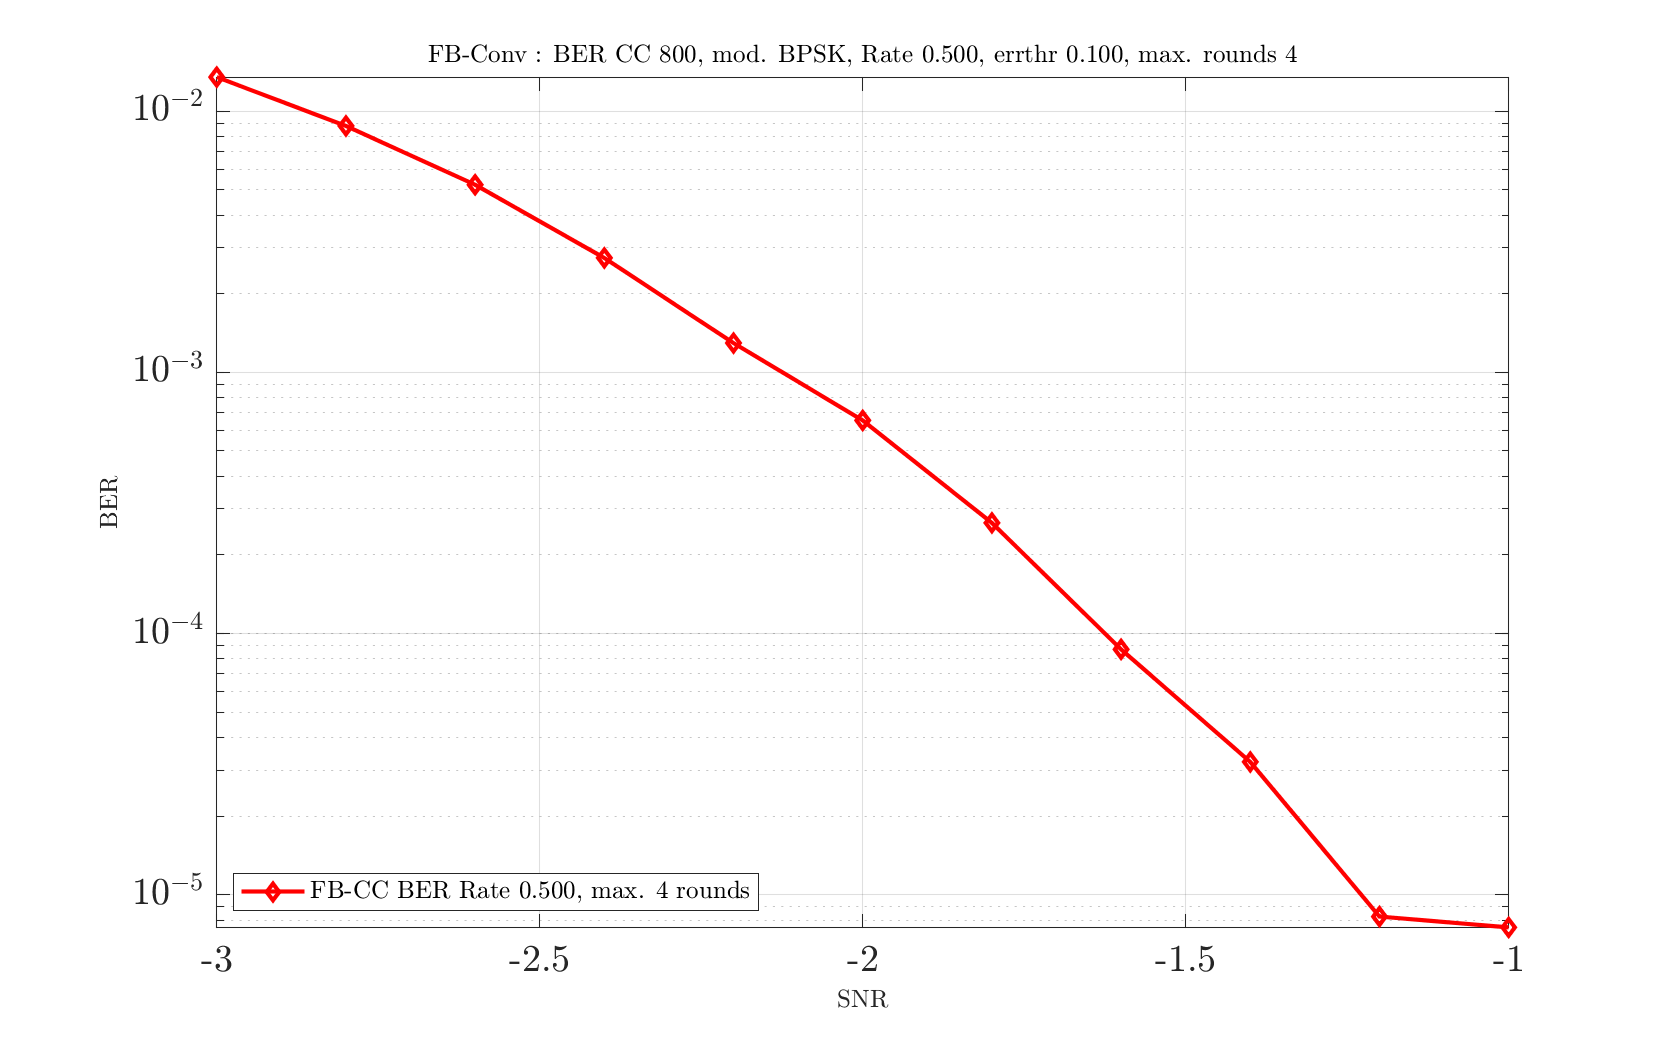 FB-Conv : BER CC 800, mod. BPSK, Rate 0.500, errthr 0.100, max. rounds 4
10^{-2}
10^{-3}
10^{-4}
10^{-5}
BER
FB-CC BER Rate 0.500, max. 4 rounds
-3 -2.5 -2 -1.5 -1
SNR